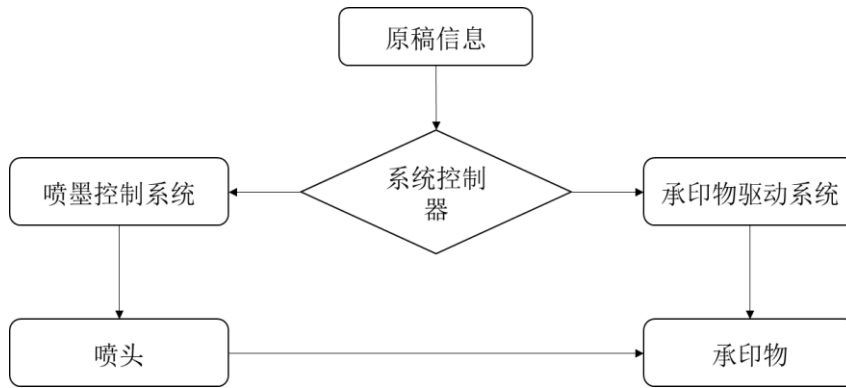 原稿信息
系统控制
器
喷墨控制系统
承印物驱动系统
喷头
承印物